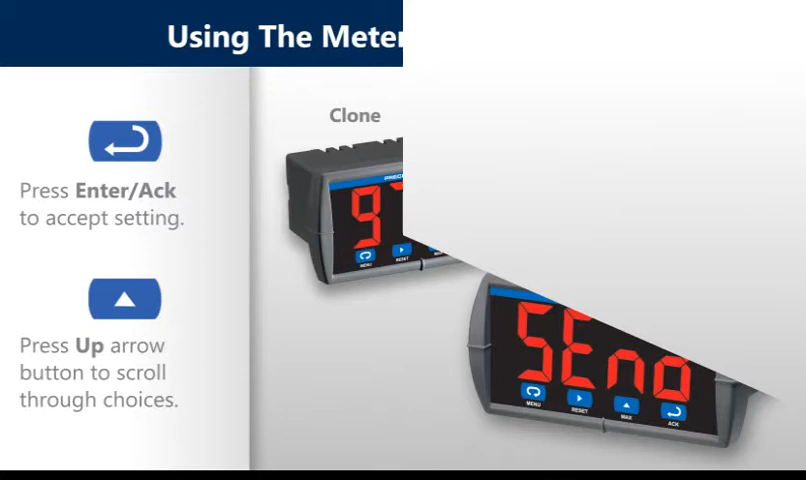 Using The Meter
Press Enter/Ack
to accept setting.
Press Up arrow
button to scroll
through choices.
Clone
MENU
RESET
SEnd
MENU
RESET
MAX
ACK